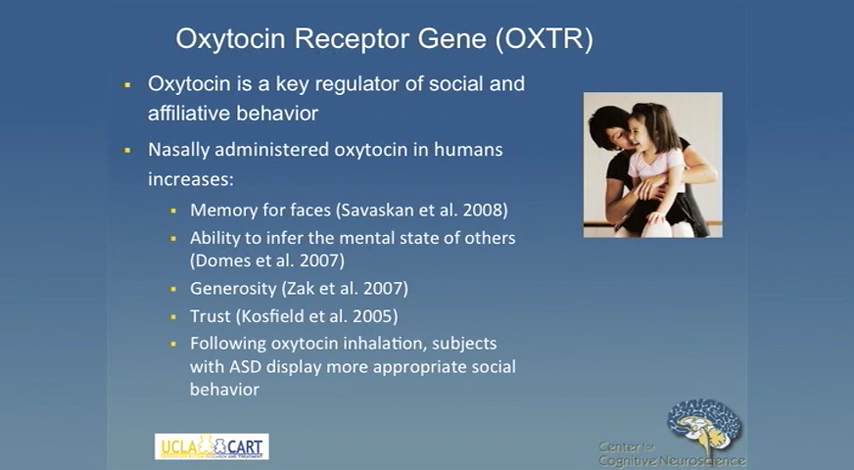 Oxytocin Receptor Gene (OXTR)
Oxytocin is a key regulator of social and
affiliative behavior
Nasally administered oxytocin in humans
increases:
Memory for faces (Savaskan et al. 2008)
Ability to infer the mental state of others
(Domes et al. 2007)
Generosity (Zak et al. 2007)
Trust (Kosfield et al. 2005)
Following oxytocin inhalation, subjects
with ASD display more appropriate social
behavior
UCLA CART
Center for
Cognitive Neuroscience